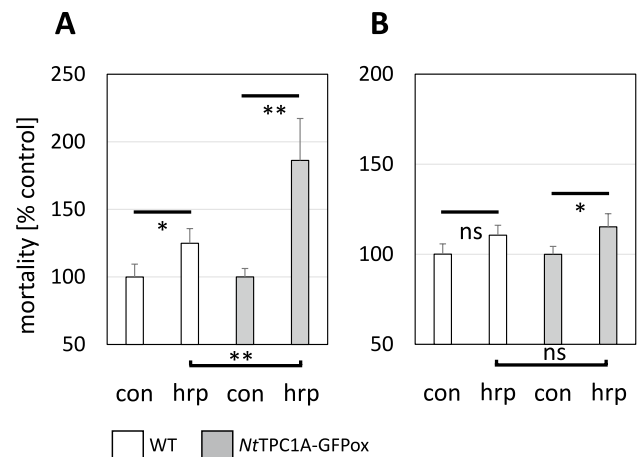 A
B
mortality [% control]
250
200
150
100
50
*
**
**
con hrp con hrp
200
150
100
50
ns
*
ns
con hrp con hrp
WT NtTPC1A-GFPox